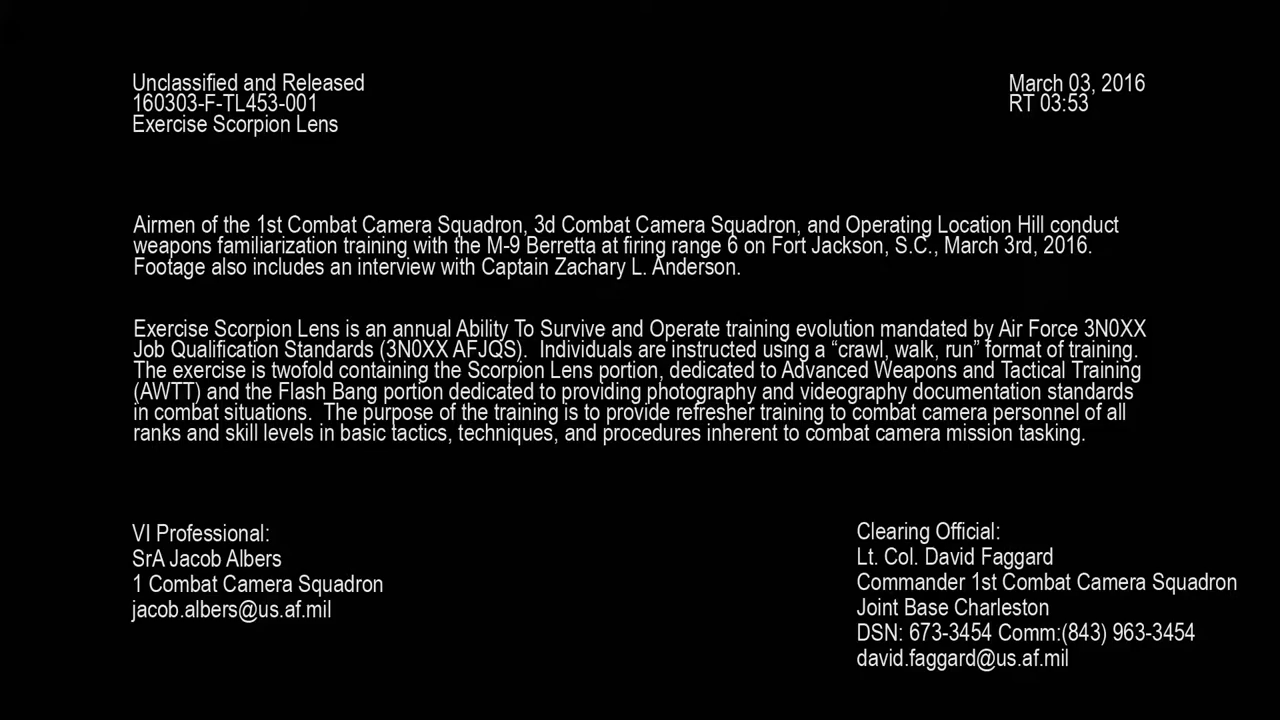 Unclassified and Released
160303-F-TL453-001
Exercise Scorpion Lens
March 03, 2016
RT 03:53
Airmen of the 1st Combat Camera Squadron, 3d Combat Camera Squadron, and Operating Location Hill conduct
weapons familiarization training with the M-9 Berretta at firing range 6 on Fort Jackson, S.C., March 3rd, 2016.
Footage also includes an interview with Captain Zachary L. Anderson.
Exercise Scorpion Lens is an annual Ability To Survive and Operate training evolution mandated by Air Force 3N0XX
Job Qualification Standards (3N0XX AFJQS).  Individuals are instructed using a “crawl, walk, run” format of training.
The exercise is twofold containing the Scorpion Lens portion, dedicated to Advanced Weapons and Tactical Training
(AWTT) and the Flash Bang portion dedicated to providing photography and videography documentation standards
in combat situations.  The purpose of the training is to provide refresher training to combat camera personnel of all
ranks and skill levels in basic tactics, techniques, and procedures inherent to combat camera mission tasking.
VI Professional:
SrA Jacob Albers
1 Combat Camera Squadron
jacob.albers@us.af.mil
Clearing Official:
Lt. Col. David Faggard
Commander 1st Combat Camera Squadron
Joint Base Charleston
DSN: 673-3454 Comm:(843) 963-3454
david.faggard@us.af.mil